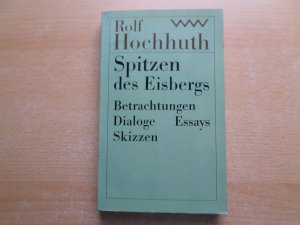 Rolf
Hochhuth
Spitzen
des Eisbergs
Betrachtungen
Dialoge Essays
Skizzen